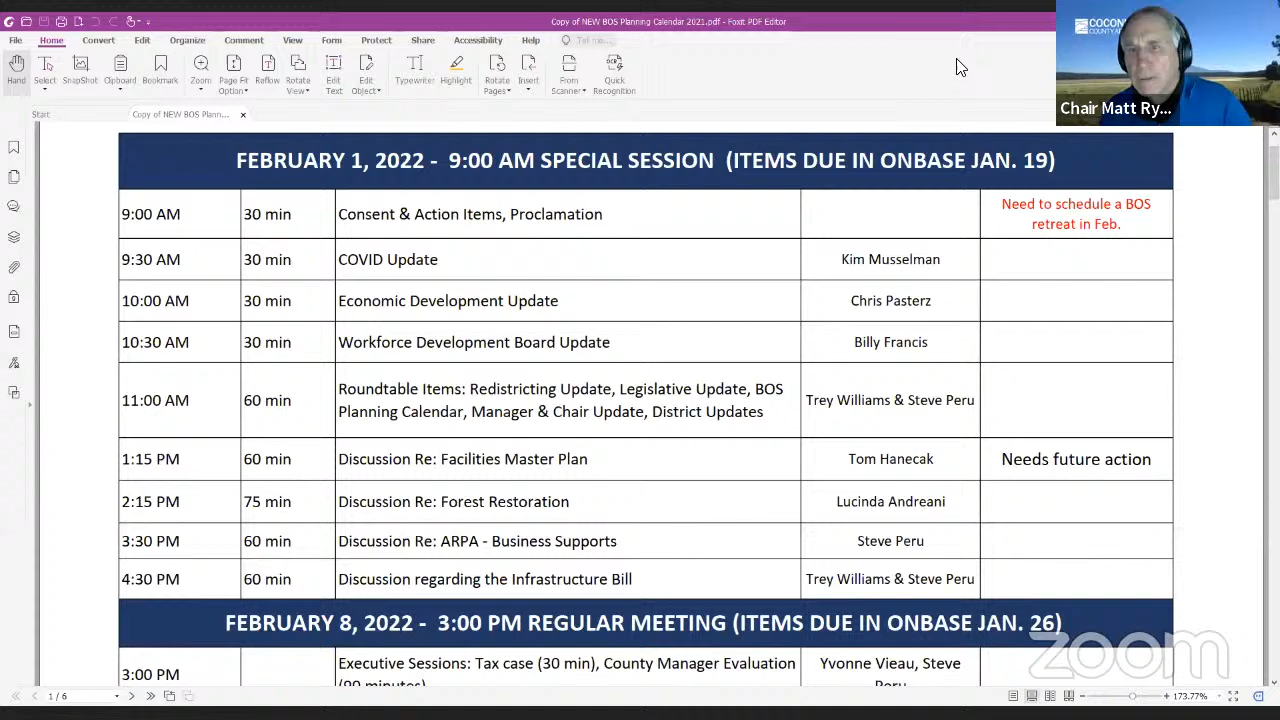 Copy of NEW BOS Planning Calendar 2021.pdf - Foxit PDF Editor
File Home Convert Edit Organize Comment View Form Protect Share Accessibility Help Tell me...
Hand Select SnapShot Clipboard Bookmark Zoom Page Fit Option Reflow Rotate View Edit Text Edit Object Typewriter Highlight Rotate Pages Insert From Scanner Quick Recognition
COCONI
COUNTY AR
Chair Matt Ry...
Start Copy of NEW BOS Plann...
FEBRUARY 1, 2022 - 9:00 AM SPECIAL SESSION (ITEMS DUE IN ONBASE JAN. 19)
9:00 AM 30 min Consent & Action Items, Proclamation Need to schedule a BOS
retreat in Feb.
9:30 AM 30 min COVID Update Kim Musselman
10:00 AM 30 min Economic Development Update Chris Pasterz
10:30 AM 30 min Workforce Development Board Update Billy Francis
11:00 AM 60 min Roundtable Items: Redistricting Update, Legislative Update, BOS
Planning Calendar, Manager & Chair Update, District Updates Trey Williams & Steve Peru
1:15 PM 60 min Discussion Re: Facilities Master Plan Tom Hanecak Needs future action
2:15 PM 75 min Discussion Re: Forest Restoration Lucinda Andreani
3:30 PM 60 min Discussion Re: ARPA - Business Supports Steve Peru
4:30 PM 60 min Discussion regarding the Infrastructure Bill Trey Williams & Steve Peru
FEBRUARY 8, 2022 - 3:00 PM REGULAR MEETING (ITEMS DUE IN ONBASE JAN. 26)
3:00 PM Executive Sessions: Tax case (30 min), County Manager Evaluation
(90 minutes) Yvonne Vieau, Steve
Peru
zoom
1 / 6 173.77%